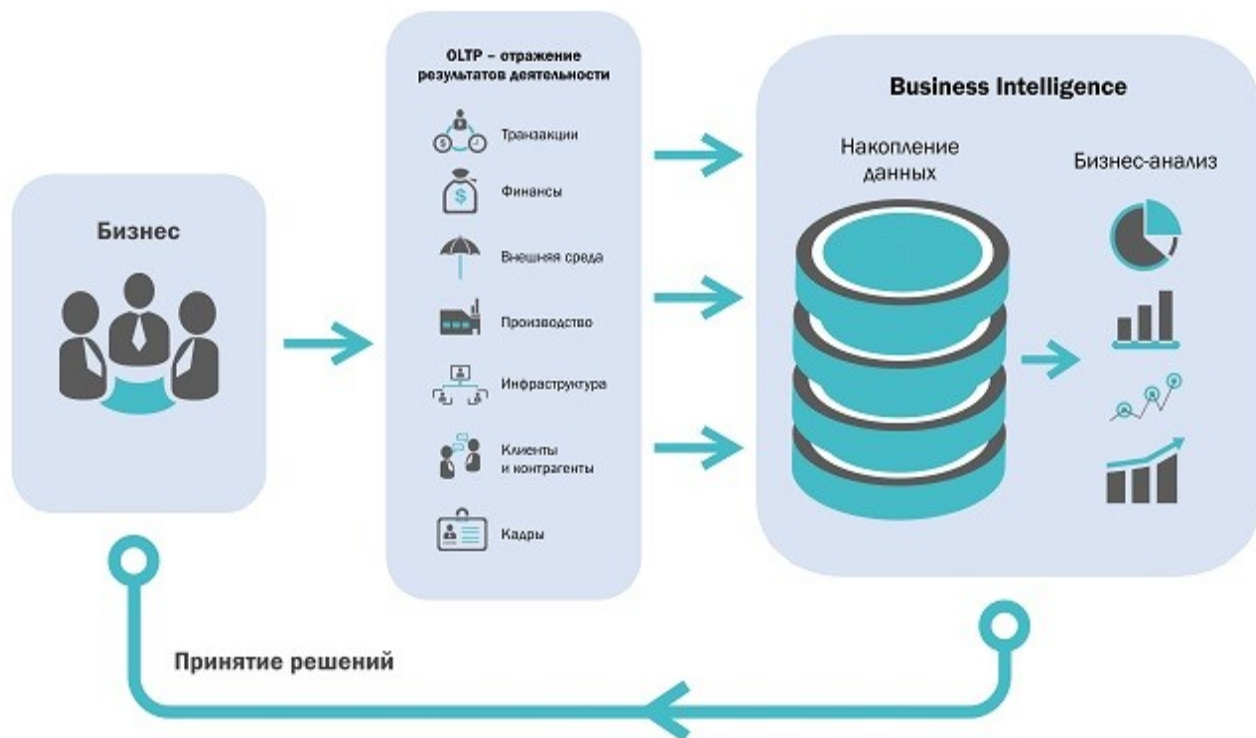 Бизнес
OLTP – отражение
результатов деятельности
Транзакции
Финансы
Внешняя среда
Производство
Инфраструктура
Клиенты
и контрагенты
Кадры
Business Intelligence
Накопление
данных
Бизнес-анализ
Принятие решений